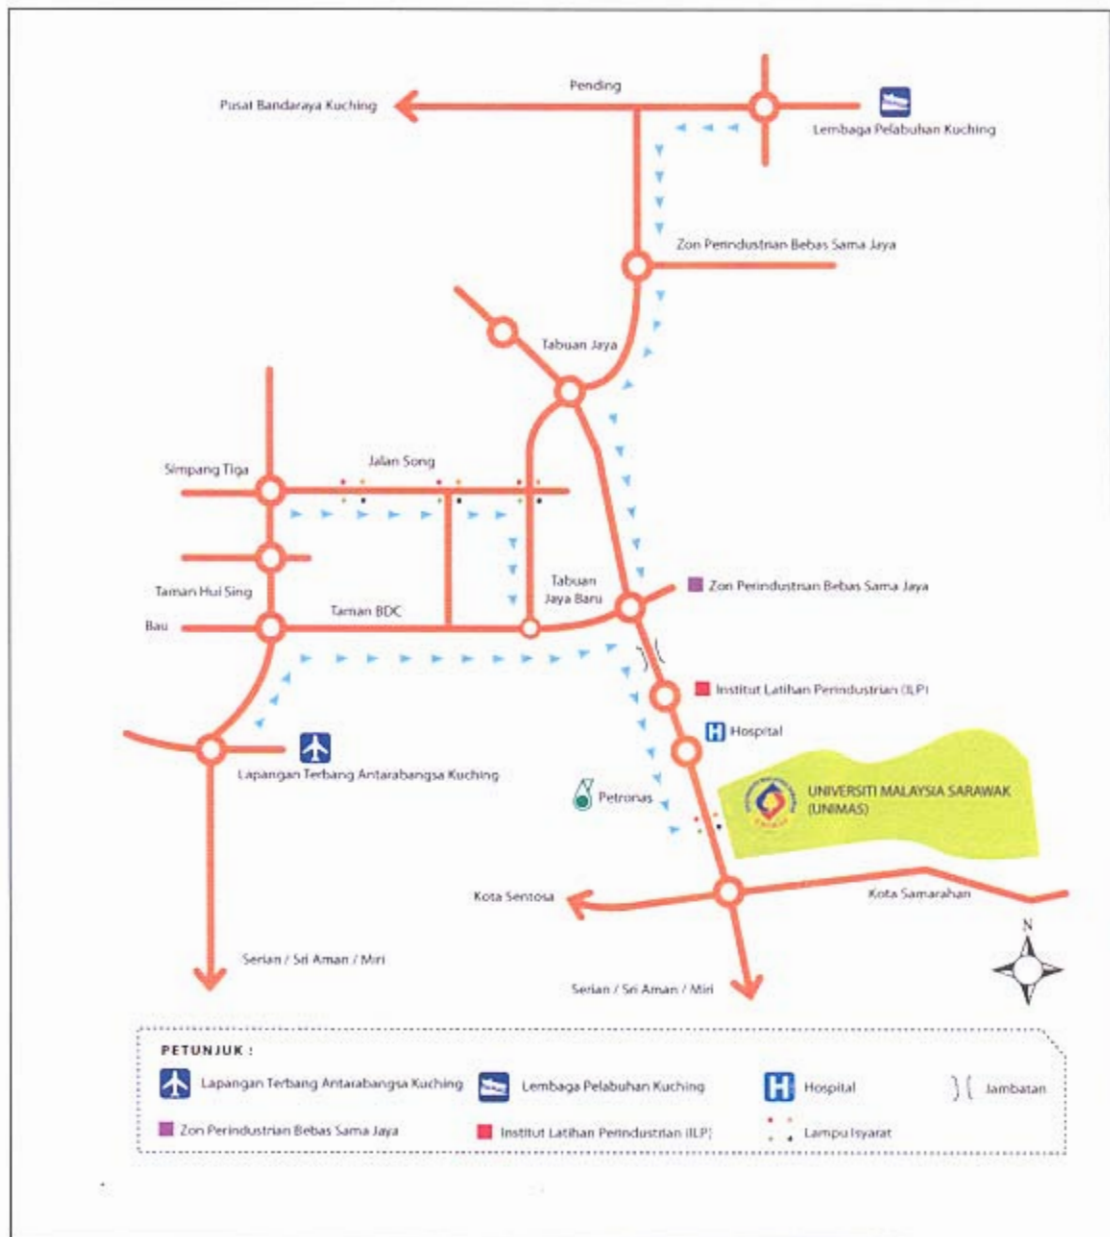 Pending
Pusat Bandaraya Kuching
Lembaga Pelabuhan Kuching
Zon Perindustrian Bebas Sama Jaya
Tabuan Jaya
Jalan Song
Simpang Tiga
Tabuan
Jaya Baru
Zon Perindustrian Bebas Sama Jaya
Taman Hui Sing
Taman BDC
Bau
Institut Latihan Perindustrian (ILP)
H Hospital
Lapangan Terbang Antarabangsa Kuching
Petronas
UNIVERSITI MALAYSIA SARAWAK
(UNIMAS)
Kota Sentosa
Kota Samarahan
N
Serian / Sri Aman / Miri
Serian / Sri Aman / Miri
PETUNJUK :
Lapangan Terbang Antarabangsa Kuching
Lembaga Pelabuhan Kuching
H Hospital
Jambatan
Zon Perindustrian Bebas Sama Jaya
Institut Latihan Perindustrian (ILP)
Lampu Isyarat